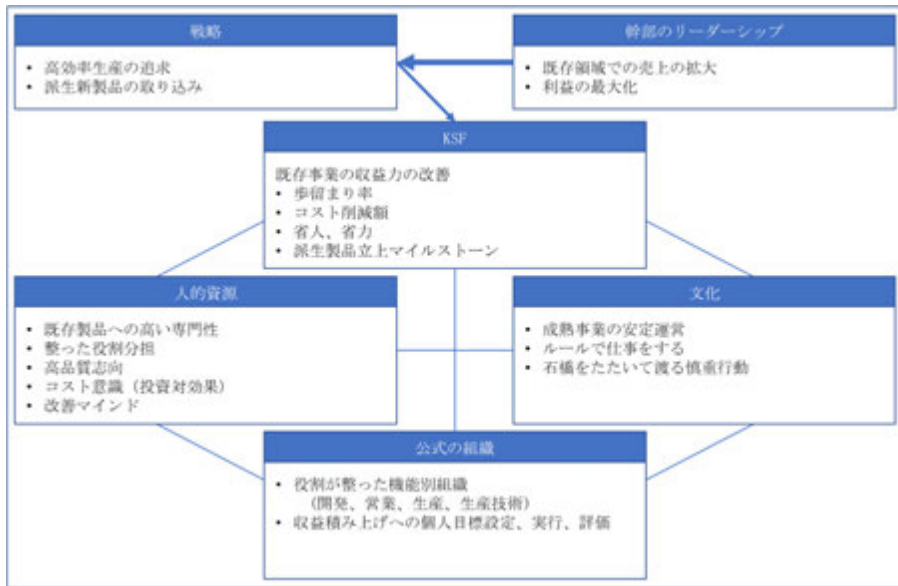 戦略
• 高効率生産の追求
• 派生新製品の取り込み
幹部のリーダーシップ
• 既存領域での売上の拡大
• 利益の最大化
KSF
既存事業の収益力の改善
• 歩留まり率
• コスト削減額
• 省人、省力
• 派生製品立上マイルストーン
人的資源
• 既存製品への高い専門性
• 整った役割分担
• 高品質志向
• コスト意識（投資対効果）
• 改善マインド
文化
• 成熟事業の安定運営
• ルールで仕事をする
• 石橋をたたいて渡る慎重行動
公式の組織
• 役割が整った機能別組織
（開発、営業、生産、生産技術）
• 収益積み上げへの個人目標設定、実行、評価